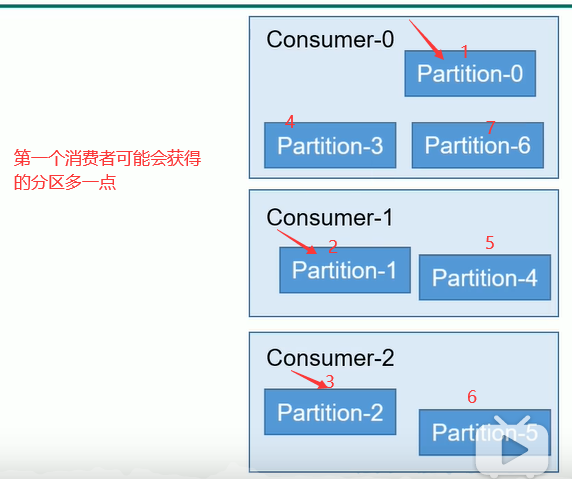 Consumer-0
1
Partition-0
4
7
Partition-3
Partition-6
第一个消费者可能会获得
的分区多一点
Consumer-1
2
5
Partition-1
Partition-4
Consumer-2
3
6
Partition-2
Partition-5